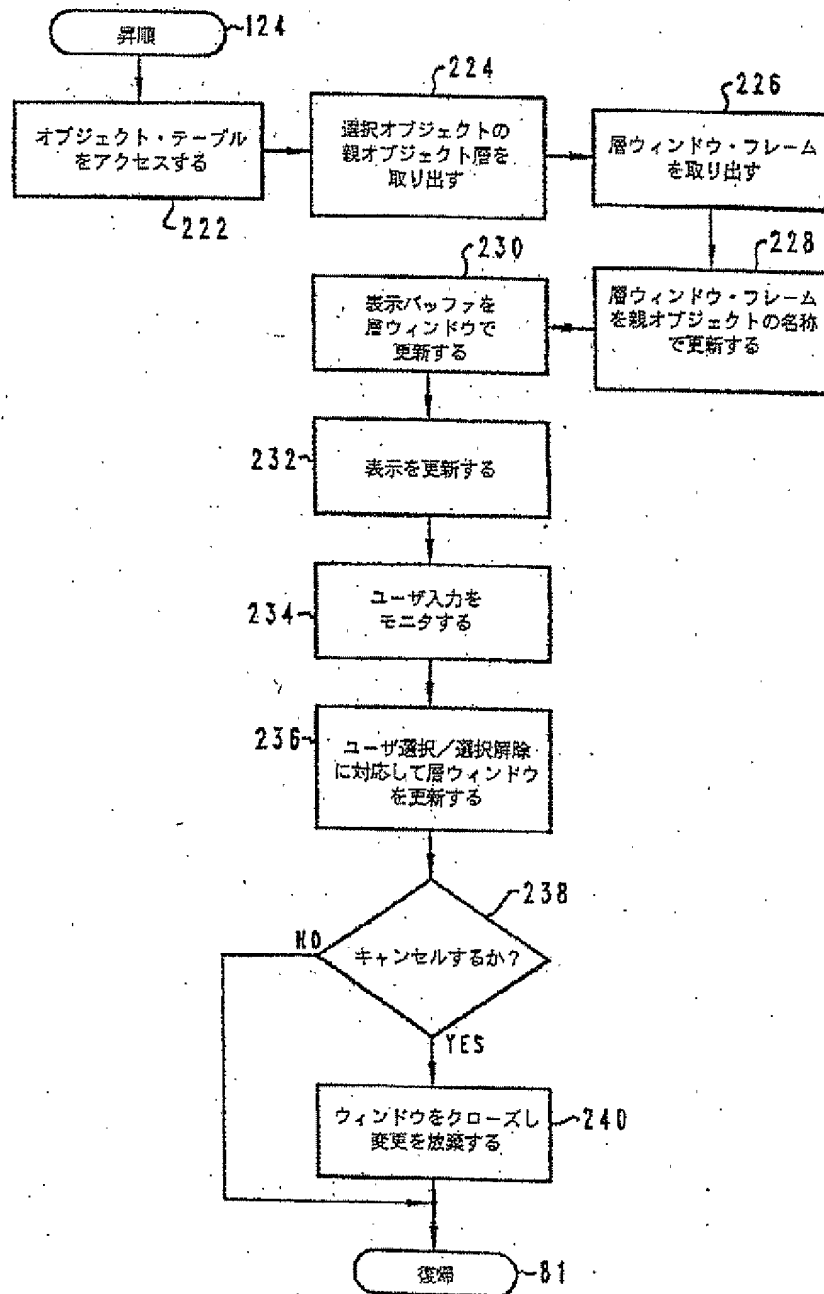 昇順
124
オブジェクト・テーブル
をアクセスする
222
224
選択オブジェクトの
親オブジェクト層を
取り出す
226
層ウィンドウ・フレーム
を取り出す
228
層ウィンドウ・フレーム
を親オブジェクトの名称
で更新する
230
表示バッファを
層ウィンドウで
更新する
232
表示を更新する
234
ユーザ入力を
モニタする
236
ユーザ選択/選択解除
に対応して層ウィンドウ
を更新する
238
キャンセルするか?
NO
YES
ウィンドウをクローズし
変更を放棄する
240
復帰
81